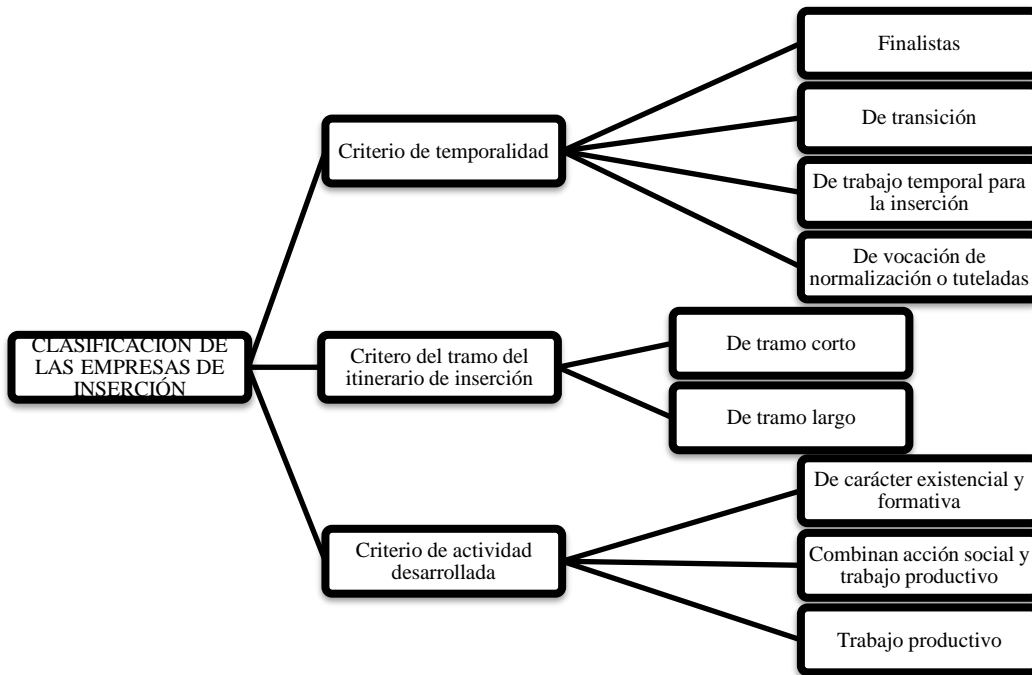 CLASIFICACIÓN DE
LAS EMPRESAS DE
INSERCIÓN
Criterio de temporalidad
Finalistas
De transición
De trabajo temporal para
la inserción
De vocación de
normalización o tuteladas
Critero del tramo del
itinerario de inserción
De tramo corto
De tramo largo
Criterio de actividad
desarrollada
De carácter existencial y
formativa
Combinan acción social y
trabajo productivo
Trabajo productivo